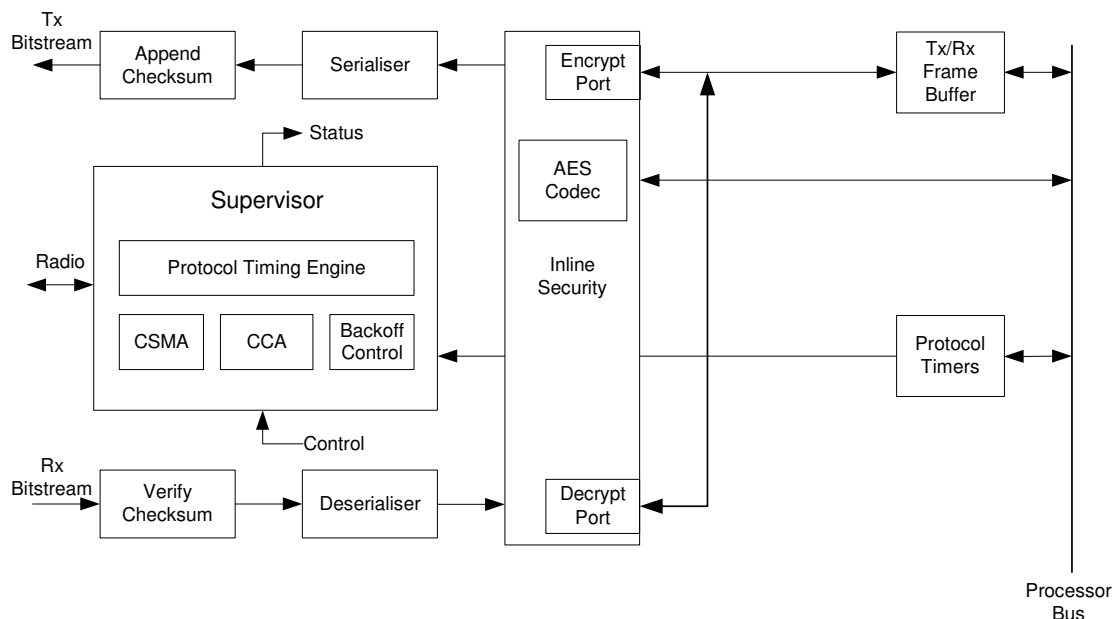 Tx
Bitstream
Append
Checksum
Serialiser
Encrypt
Port
Tx/Rx
Frame
Buffer
Status
AES
Codec
Supervisor
Radio
Protocol Timing Engine
Inline
Security
CSMA
CCA
Backoff
Control
Protocol
Timers
Control
Rx
Bitstream
Verify
Checksum
Deserialiser
Decrypt
Port
Processor
Bus